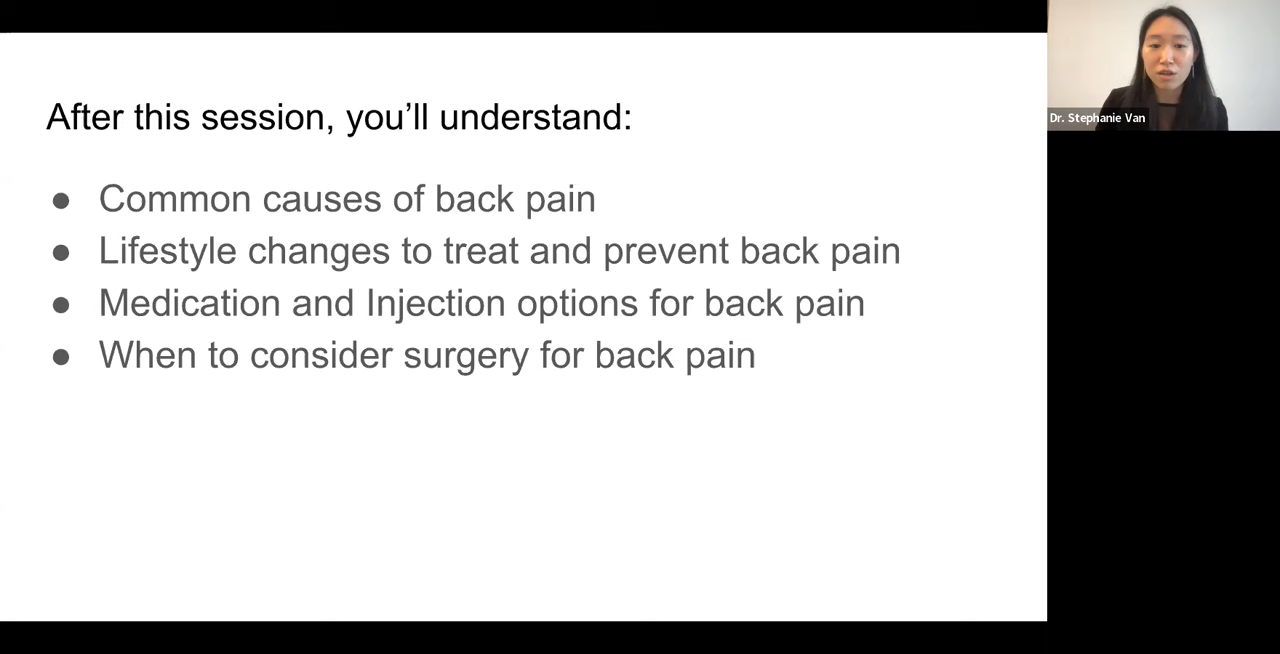 After this session, you’ll understand:
● Common causes of back pain
● Lifestyle changes to treat and prevent back pain
● Medication and Injection options for back pain
● When to consider surgery for back pain
Dr. Stephanie Van